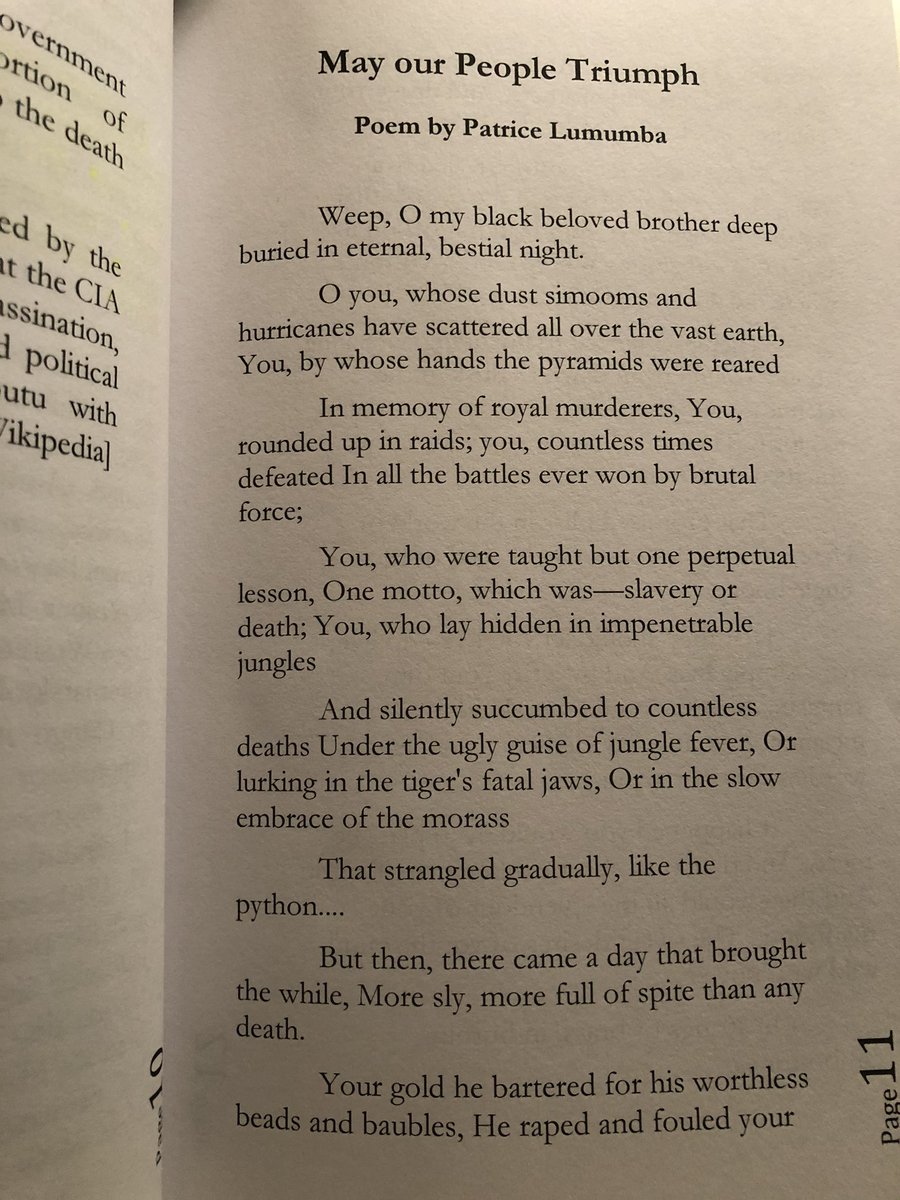 overnment
ortion of
the death
ed by the
at the CIA
assination,
d political
outu with
Wikipedia]
May our People Triumph
Poem by Patrice Lumumba
Weep, O my black beloved brother deep
buried in eternal, bestial night.
O you, whose dust simooms and
hurricanes have scattered all over the vast earth,
You, by whose hands the pyramids were reared
In memory of royal murderers, You,
rounded up in raids; you, countless times
defeated In all the battles ever won by brutal
force;
You, who were taught but one perpetual
lesson, One motto, which was—slavery or
death; You, who lay hidden in impenetrable
jungles
And silently succumbed to countless
deaths Under the ugly guise of jungle fever, Or
lurking in the tiger's fatal jaws, Or in the slow
embrace of the morass
That strangled gradually, like the
python....
But then, there came a day that brought
the while, More sly, more full of spite than any
death.
Your gold he bartered for his worthless
beads and baubles, He raped and fouled your
Page 11